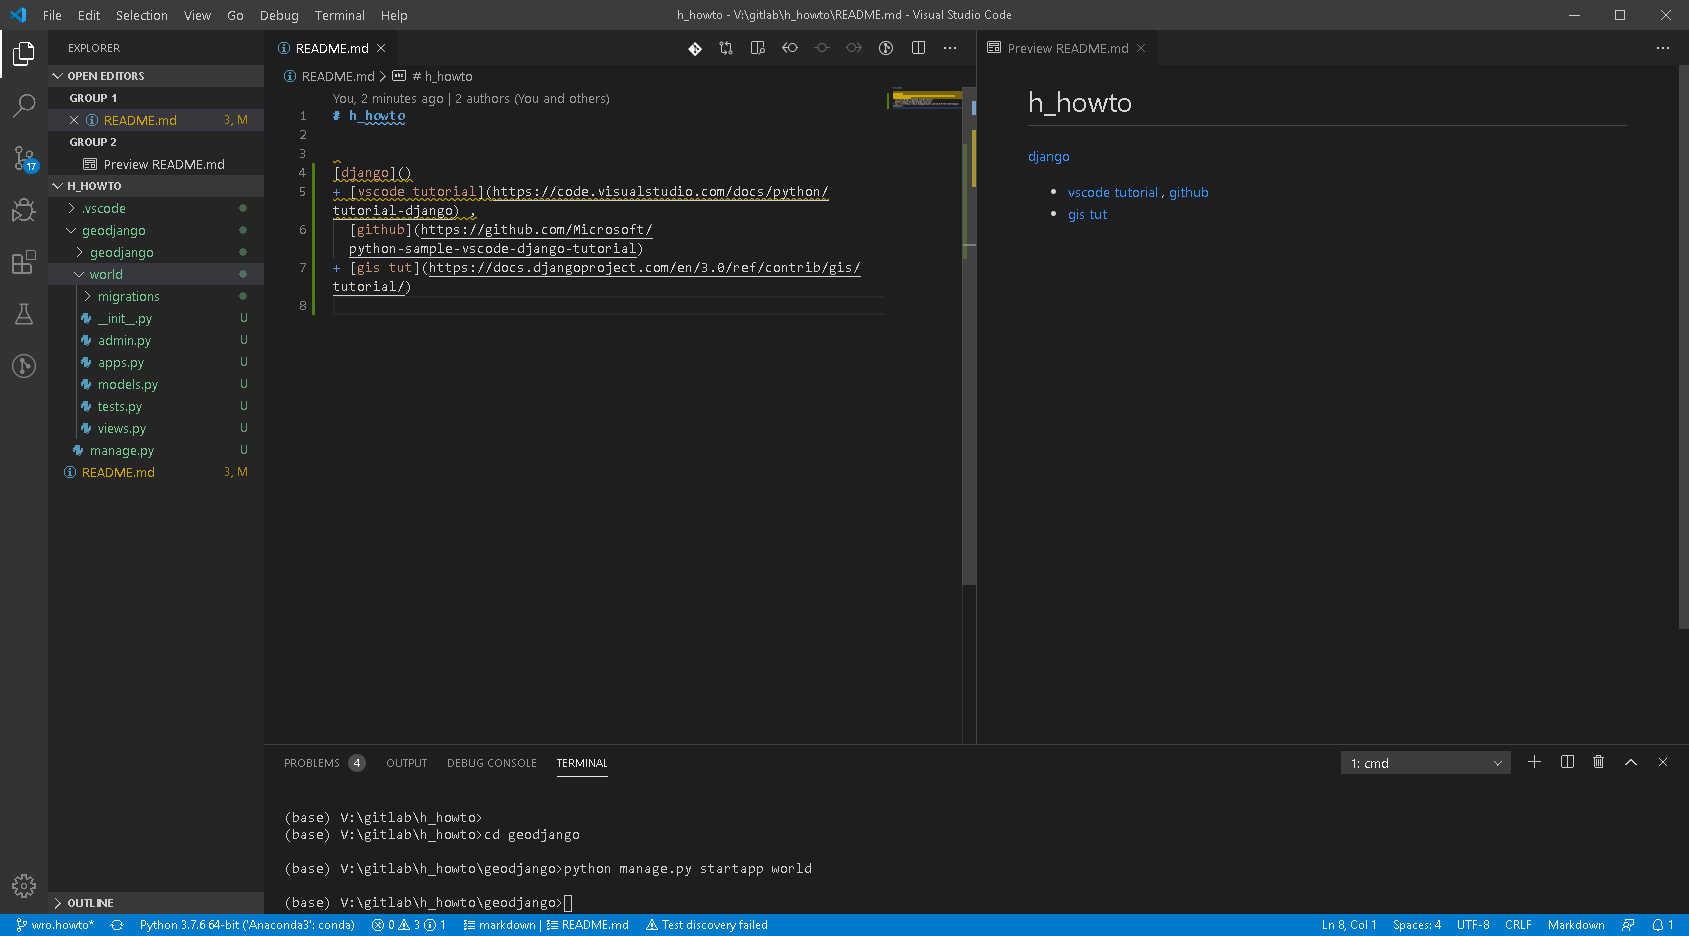 File Edit Selection View Go Debug Terminal Help
h_howto - V:\gitlab\h_howto\README.md - Visual Studio Code
EXPLORER
OPEN EDITORS
GROUP 1
README.md 3, M
GROUP 2
Preview README.md
H_HOWTO
.vscode
geodjango
geodjango
world
migrations
__init__.py U
admin.py U
apps.py U
models.py U
tests.py U
views.py U
manage.py U
README.md 3, M
OUTLINE
17
README.md
README.md > # h_howto
You, 2 minutes ago | 2 authors (You and others)
1 # h_howto
2
3
4 [django]()
5 + [vscode tutorial](https://code.visualstudio.com/docs/python/
tutorial-django) ,
6 [github](https://github.com/Microsoft/
python-sample-vscode-django-tutorial)
7 + [gis tut](https://docs.djangoproject.com/en/3.0/ref/contrib/gis/
tutorial/)
8
Preview README.md
h_howto
django
vscode tutorial , github
gis tut
PROBLEMS 4 OUTPUT DEBUG CONSOLE TERMINAL
1: cmd
(base) V:\gitlab\h_howto>
(base) V:\gitlab\h_howto>cd geodjango
(base) V:\gitlab\h_howto\geodjango>python manage.py startapp world
(base) V:\gitlab\h_howto\geodjango>
wro.howto* Python 3.7.6 64-bit ('Anaconda3': conda) 0 3 1 markdown | README.md Test discovery failed Ln 8, Col 1 Spaces: 4 UTF-8 CRLF Markdown 1